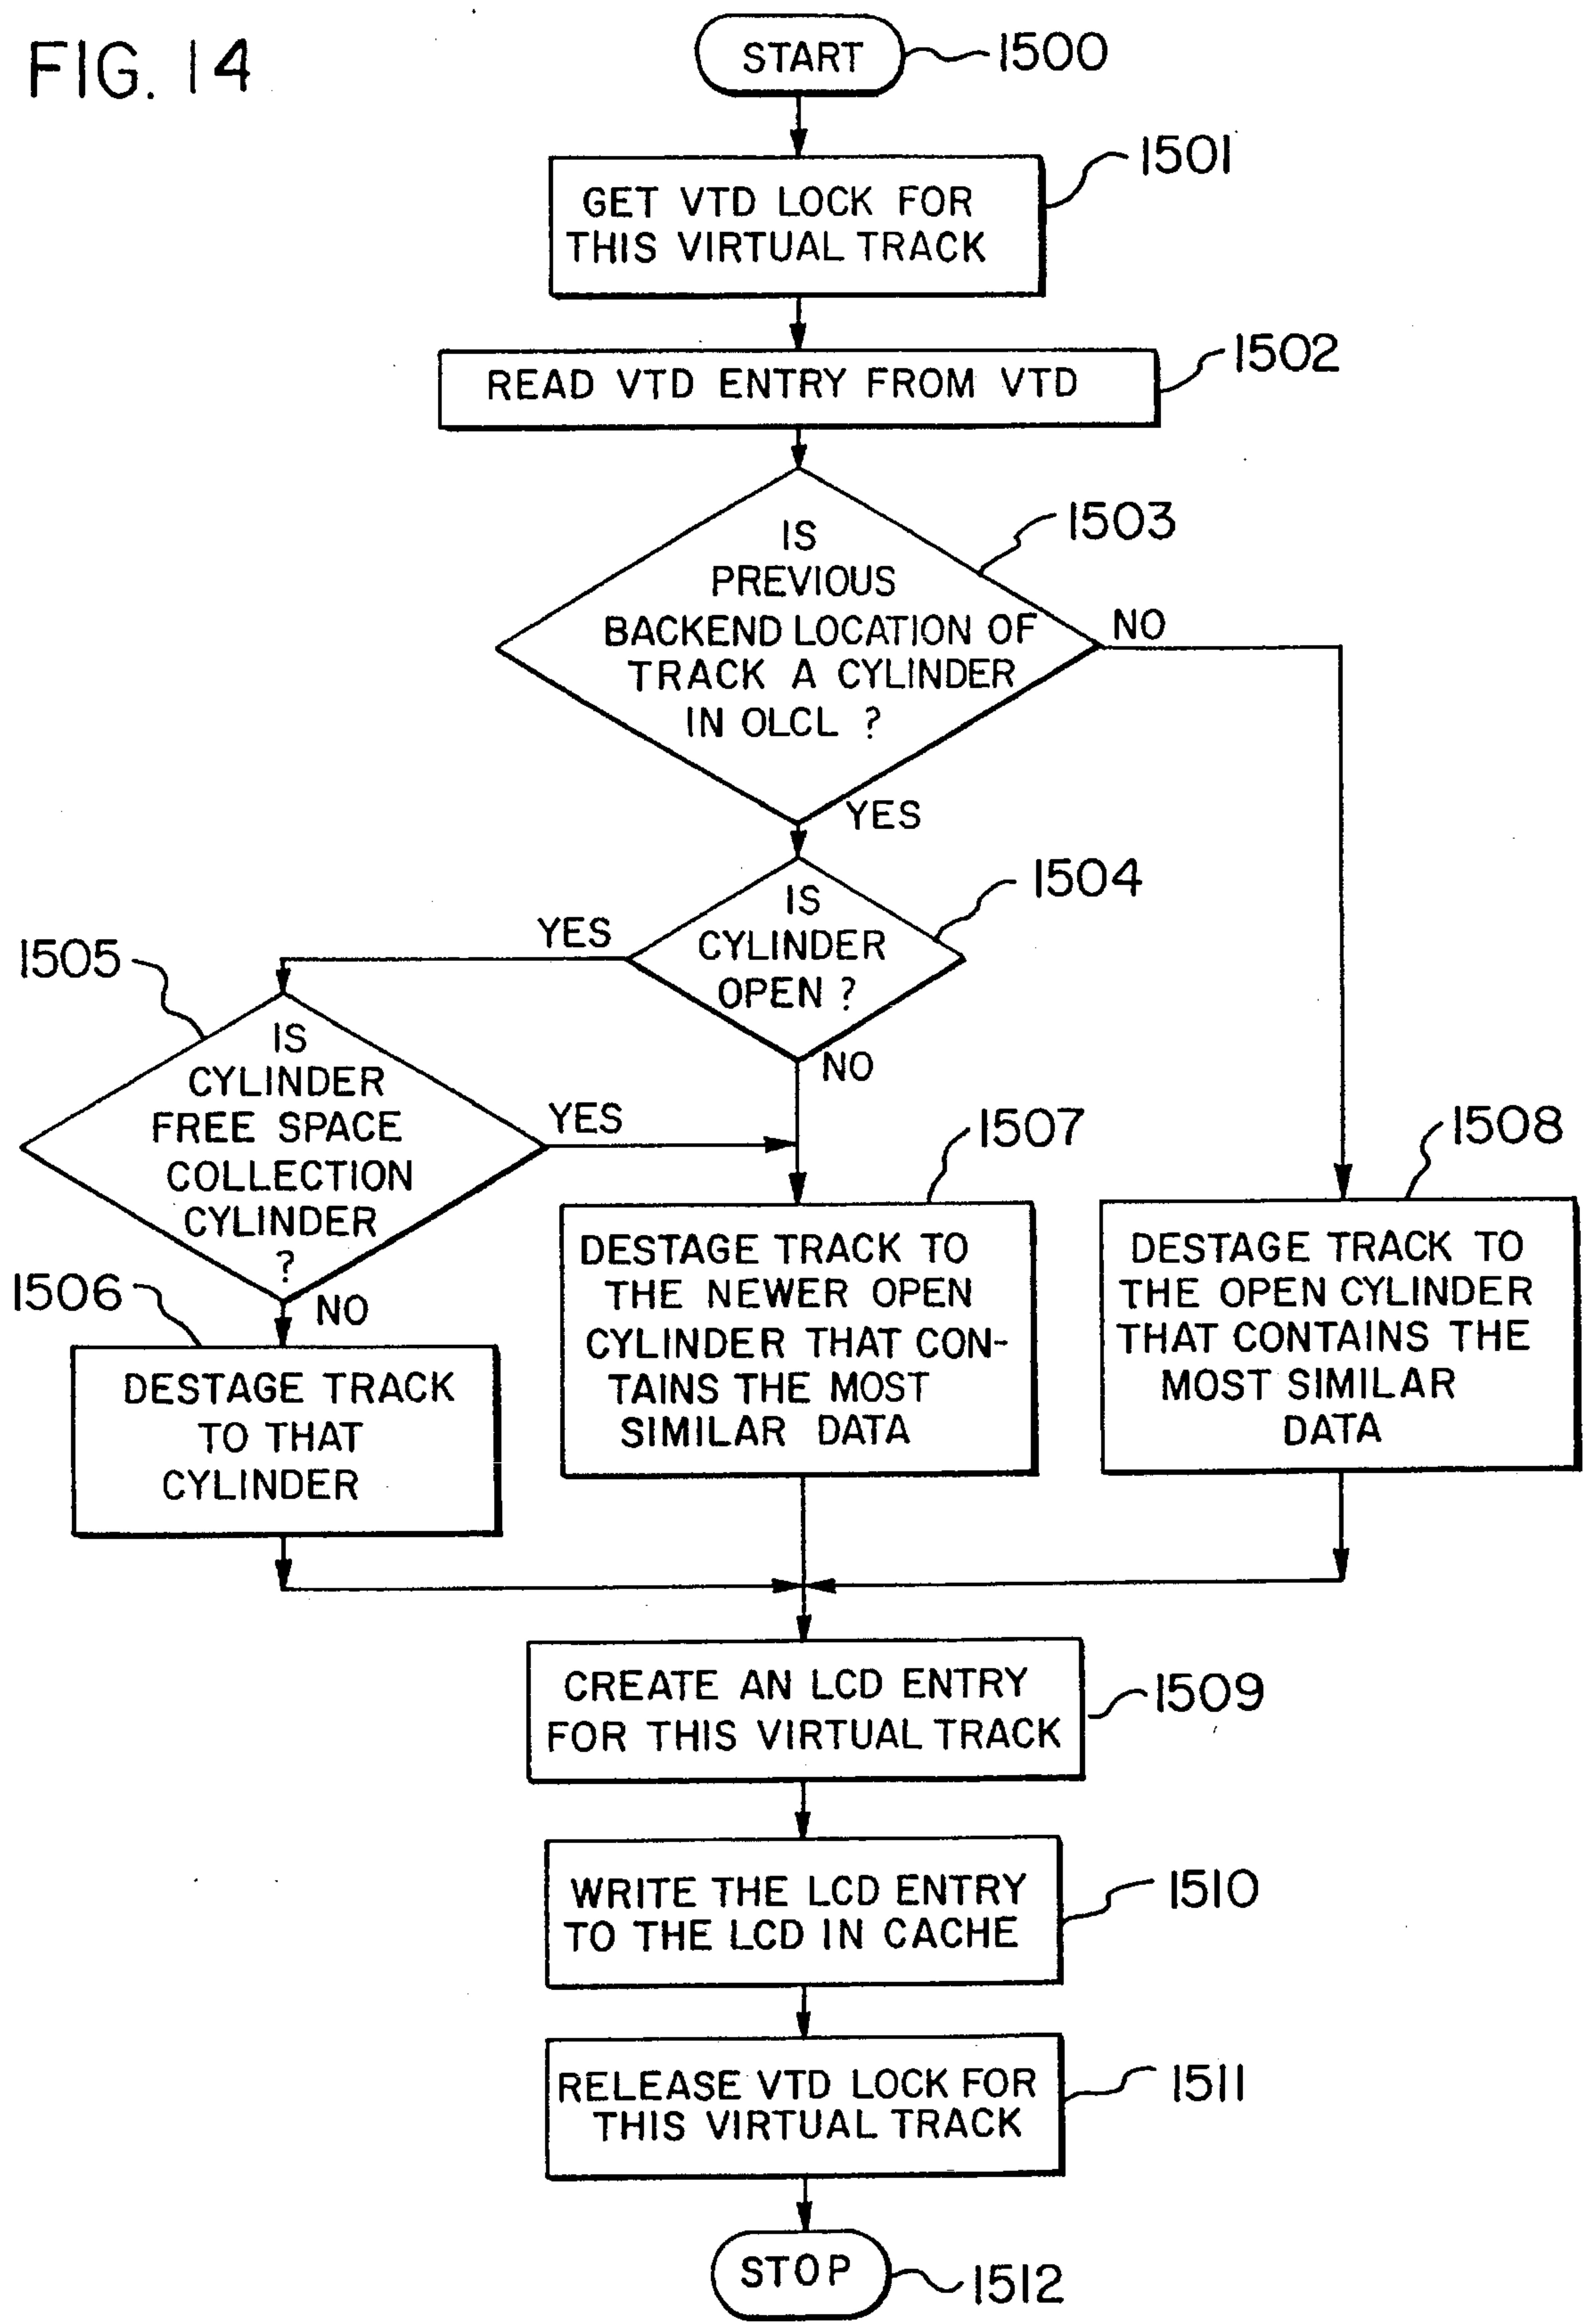 FIG. 14
START
1500
1501
GET VTD LOCK FOR
THIS VIRTUAL TRACK
1502
READ VTD ENTRY FROM VTD
1503
IS
PREVIOUS
BACKEND LOCATION OF
TRACK A CYLINDER
IN OLCL ?
NO
YES
1504
IS
CYLINDER
OPEN ?
YES
NO
1505
IS
CYLINDER
FREE SPACE
COLLECTION
CYLINDER
?
YES
NO
1506
DESTAGE TRACK
TO THAT
CYLINDER
1507
DESTAGE TRACK TO
THE NEWER OPEN
CYLINDER THAT CON-
TAINS THE MOST
SIMILAR DATA
1508
DESTAGE TRACK TO
THE OPEN CYLINDER
THAT CONTAINS THE
MOST SIMILAR
DATA
CREATE AN LCD ENTRY
FOR THIS VIRTUAL TRACK
1509
WRITE THE LCD ENTRY
TO THE LCD IN CACHE
1510
RELEASE VTD LOCK FOR
THIS VIRTUAL TRACK
1511
STOP
1512